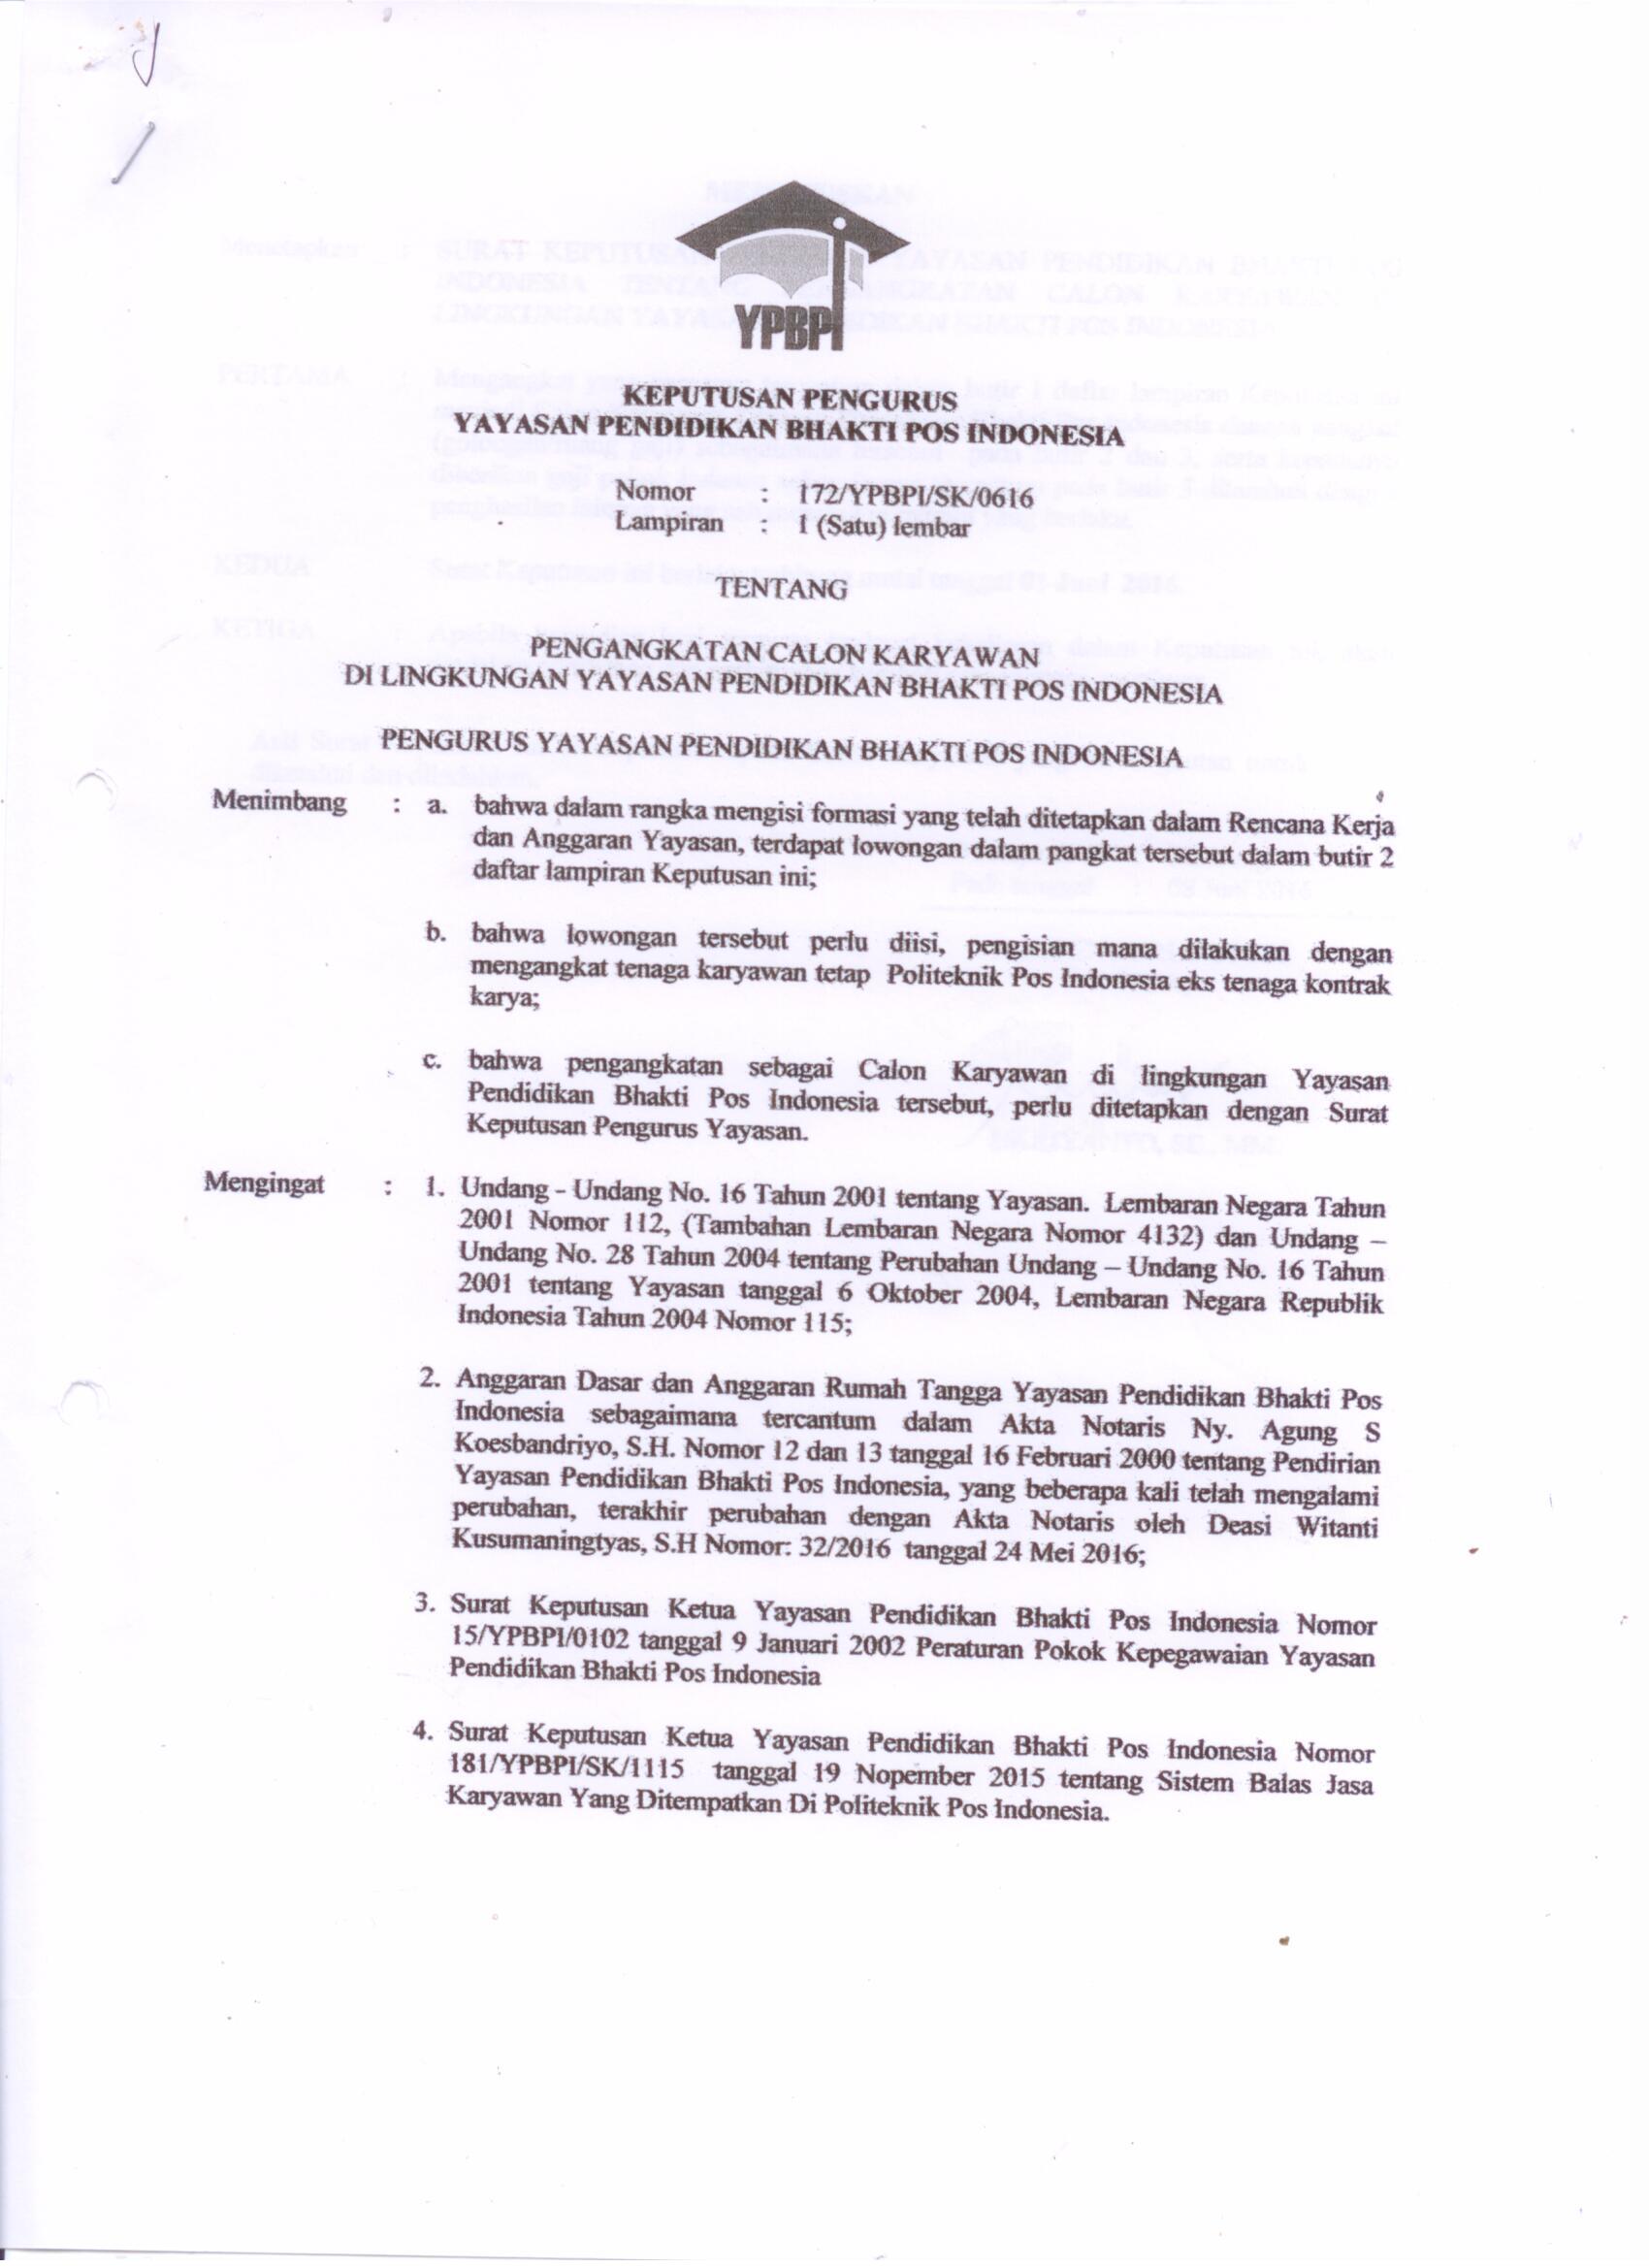 YPBPI
KEPUTUSAN PENGURUS
YAYASAN PENDIDIKAN BHAKTI POS INDONESIA
Nomor : 172/YPBPI/SK/0616
Lampiran : 1 (Satu) lembar
TENTANG
PENGANGKATAN CALON KARYAWAN
DI LINGKUNGAN YAYASAN PENDIDIKAN BHAKTI POS INDONESIA
PENGURUS YAYASAN PENDIDIKAN BHAKTI POS INDONESIA
Menimbang : a. bahwa dalam rangka mengisi formasi yang telah ditetapkan dalam Rencana Kerja
dan Anggaran Yayasan, terdapat lowongan dalam pangkat tersebut dalam butir 2
daftar lampiran Keputusan ini;
b. bahwa lowongan tersebut perlu diisi, pengisian mana dilakukan dengan
mengangkat tenaga karyawan tetap Politeknik Pos Indonesia eks tenaga kontrak
karya;
c. bahwa pengangkatan sebagai Calon Karyawan di lingkungan Yayasan
Pendidikan Bhakti Pos Indonesia tersebut, perlu ditetapkan dengan Surat
Keputusan Pengurus Yayasan.
Mengingat : 1. Undang - Undang No. 16 Tahun 2001 tentang Yayasan. Lembaran Negara Tahun
2001 Nomor 112, (Tambahan Lembaran Negara Nomor 4132) dan Undang –
Undang No. 28 Tahun 2004 tentang Perubahan Undang – Undang No. 16 Tahun
2001 tentang Yayasan tanggal 6 Oktober 2004, Lembaran Negara Republik
Indonesia Tahun 2004 Nomor 115;
2. Anggaran Dasar dan Anggaran Rumah Tangga Yayasan Pendidikan Bhakti Pos
Indonesia sebagaimana tercantum dalam Akta Notaris Ny. Agung S
Koesbandriyo, S.H. Nomor 12 dan 13 tanggal 16 Februari 2000 tentang Pendirian
Yayasan Pendidikan Bhakti Pos Indonesia, yang beberapa kali telah mengalami
perubahan, terakhir perubahan dengan Akta Notaris oleh Deasi Witanti
Kusumaningtyas, S.H Nomor: 32/2016 tanggal 24 Mei 2016;
3. Surat Keputusan Ketua Yayasan Pendidikan Bhakti Pos Indonesia Nomor
15/YPBPI/0102 tanggal 9 Januari 2002 Peraturan Pokok Kepegawaian Yayasan
Pendidikan Bhakti Pos Indonesia
4. Surat Keputusan Ketua Yayasan Pendidikan Bhakti Pos Indonesia Nomor
181/YPBPI/SK/1115 tanggal 19 Nopember 2015 tentang Sistem Balas Jasa
Karyawan Yang Ditempatkan Di Politeknik Pos Indonesia.